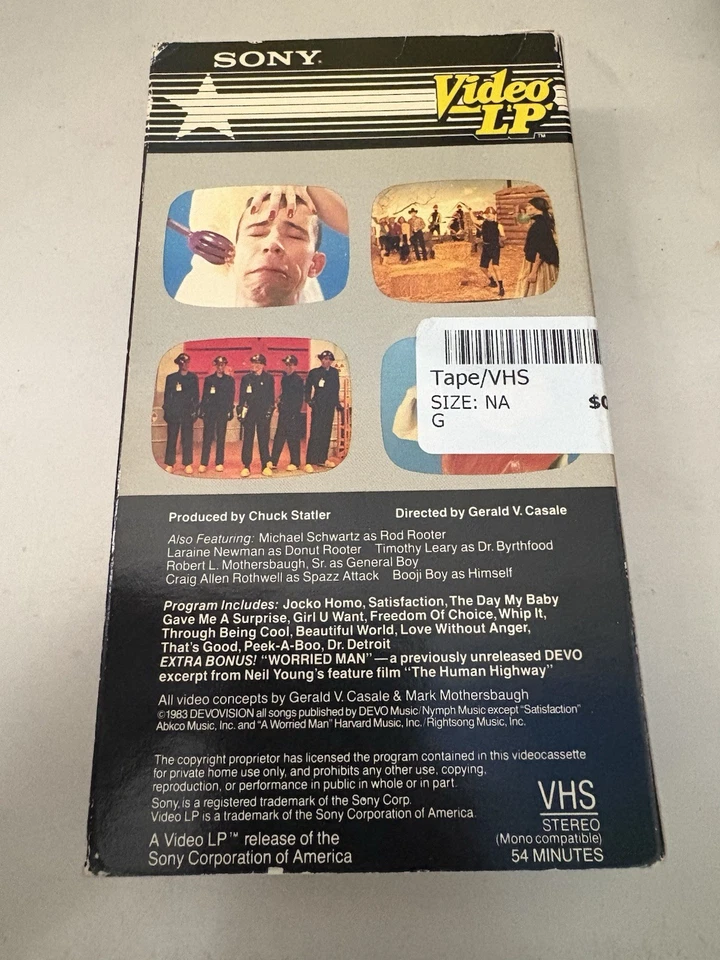 SONY.
Video
LP™
Tape/VHS
SIZE: NA
G
Produced by Chuck Statler Directed by Gerald V. Casale
Also Featuring: Michael Schwartz as Rod Rooter
Laraine Newman as Donut Rooter Timothy Leary as Dr. Byrthfood
Robert L. Mothersbaugh, Sr. as General Boy
Craig Allen Rothwell as Spazz Attack Booji Boy as Himself
Program Includes: Jocko Homo, Satisfaction, The Day My Baby
Gave Me A Surprise, Girl U Want, Freedom Of Choice, Whip It,
Through Being Cool, Beautiful World, Love Without Anger,
That's Good, Peek-A-Boo, Dr. Detroit
EXTRA BONUS! "WORRIED MAN"—a previously unreleased DEVO
excerpt from Neil Young's feature film "The Human Highway"
All video concepts by Gerald V. Casale & Mark Mothersbaugh
©1983 DEVOVISION all songs published by DEVO Music/Nymph Music except "Satisfaction"
Abkco Music, Inc. and "A Worried Man" Harvard Music, Inc./Rightsong Music, Inc.
The copyright proprietor has licensed the program contained in this videocassette
for private home use only, and prohibits any other use, copying,
reproduction, or performance in public in whole or in part.
Sony, is a registered trademark of the Sony Corp.
Video LP is a trademark of the Sony Corporation of America.
A Video LP™ release of the
Sony Corporation of America
VHS
STEREO
(Mono compatible)
54 MINUTES